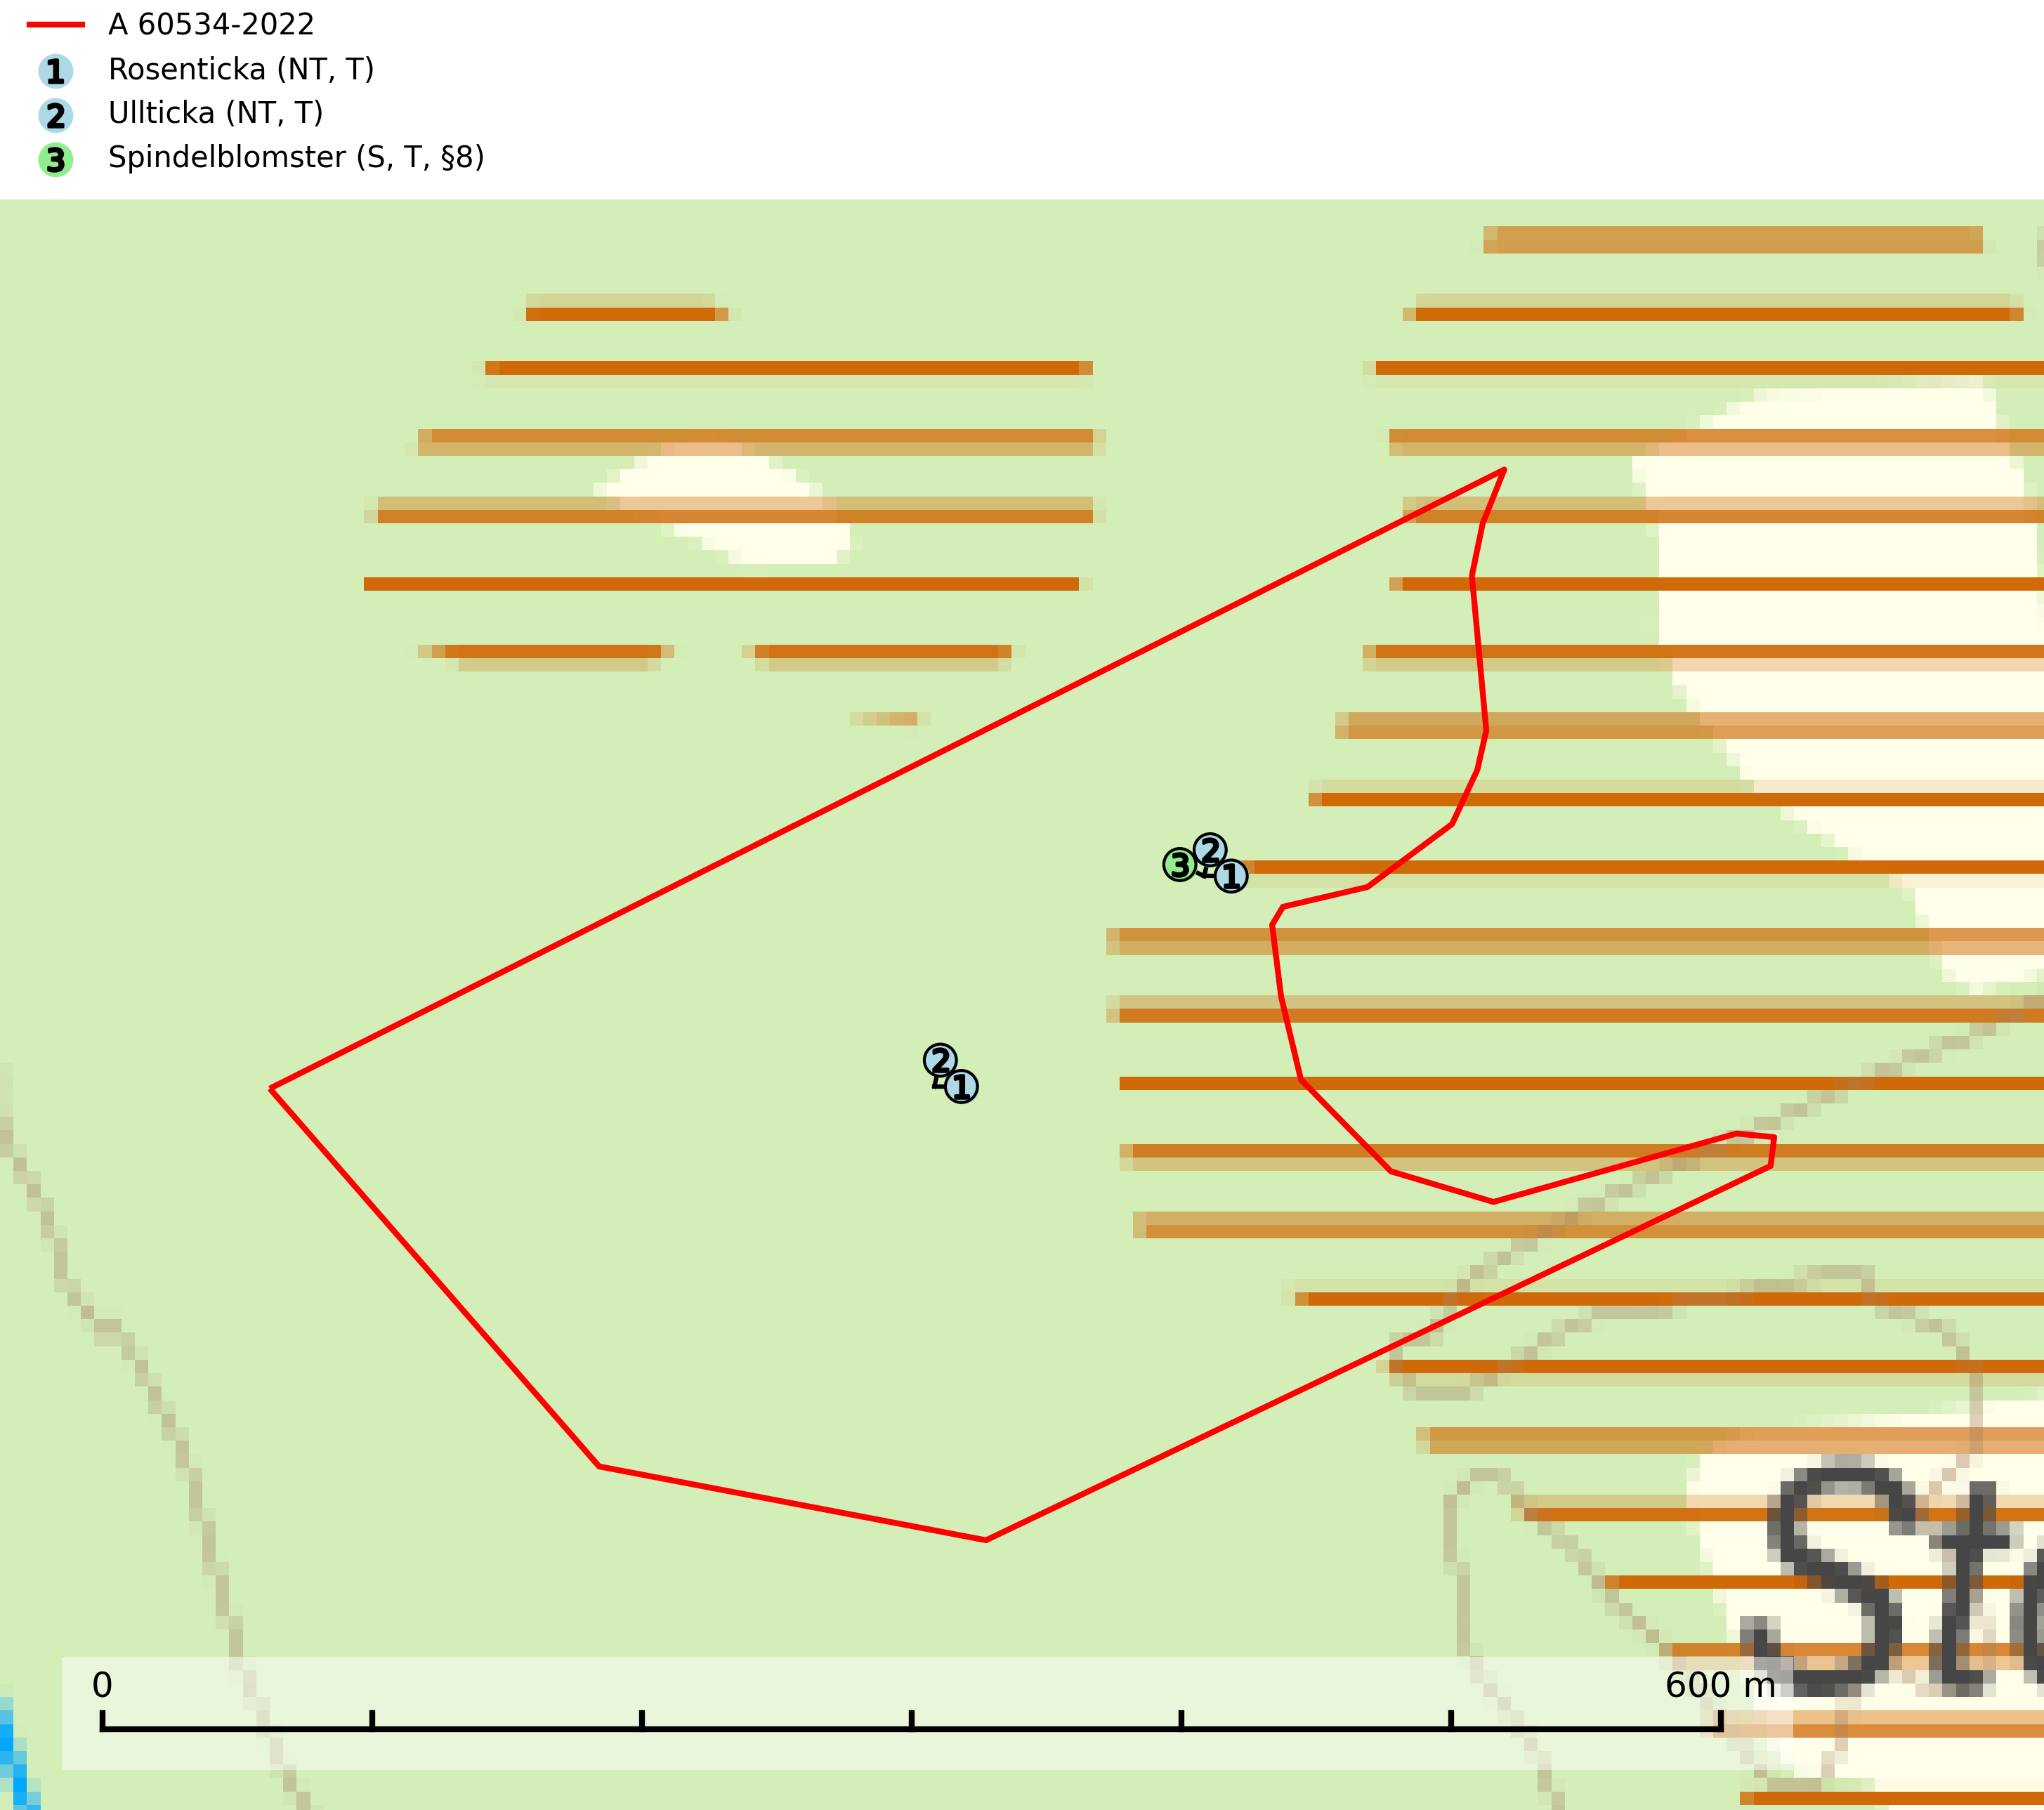 A 60534-2022
1 Rosenticka (NT, T)
2 Ullticka (NT, T)
3 Spindelblomster (S, T, §8)
3 2 1
2 1
0 600 m